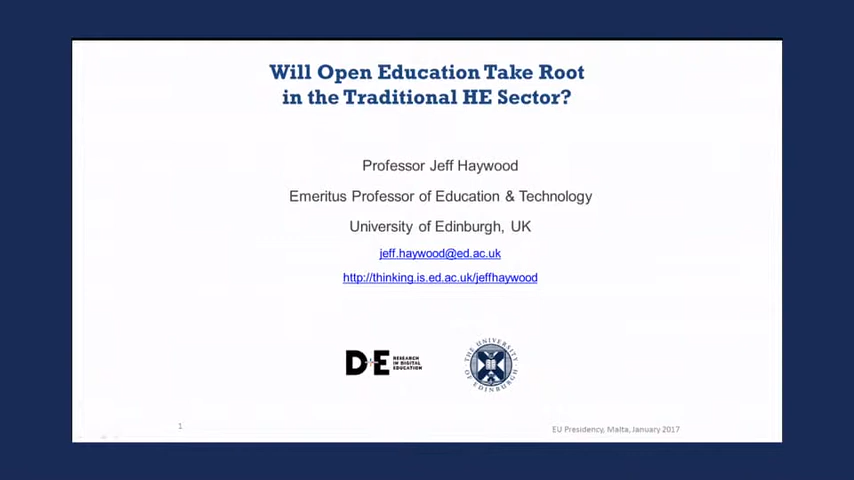 Will Open Education Take Root
in the Traditional HE Sector?
Professor Jeff Haywood
Emeritus Professor of Education & Technology
University of Edinburgh, UK
jeff.haywood@ed.ac.uk
http://thinking.is.ed.ac.uk/jeffhaywood
D+E
RESEARCH
IN DIGITAL
EDUCATION
THE UNIVERSITY
OF EDINBURGH
1
EU Presidency, Malta, January 2017